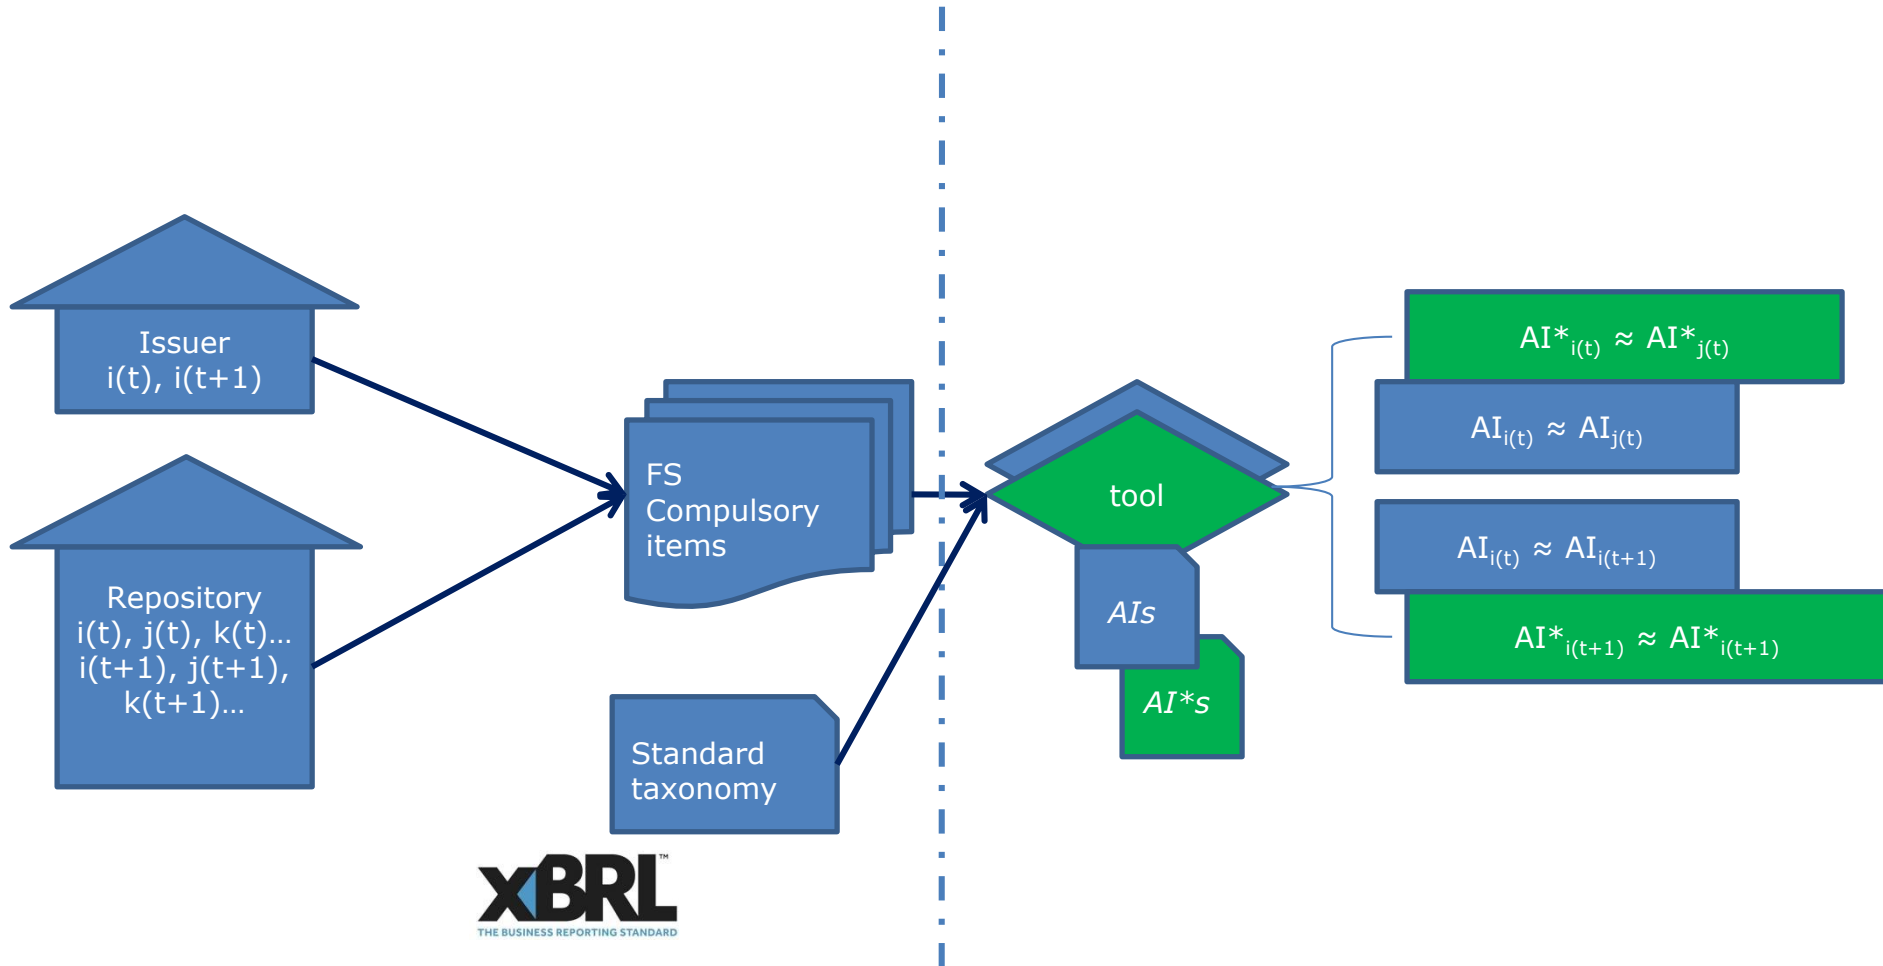 Issuer
i(t), i(t+1)
Repository
i(t), j(t), k(t)…
i(t+1), j(t+1),
k(t+1)…
FS
Compulsory
items
Standard
taxonomy
xBRL™
THE BUSINESS REPORTING STANDARD
tool
AIs
AI*s
AI*i(t) ≈ AI*j(t)
AIi(t) ≈ AIj(t)
AIi(t) ≈ AIi(t+1)
AI*i(t+1) ≈ AI*i(t+1)